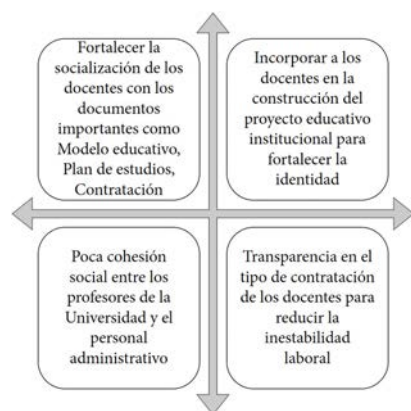 Fortalecer la
socialización de los
docentes con los
documentos
importantes como
Modelo educativo,
Plan de estudios,
Contratación
Incorporar a los
docentes en la
construcción del
proyecto educativo
institucional para
fortalecer la
identidad
Poca cohesión
social entre los
profesores de la
Universidad y el
personal
administrativo
Transparencia en el
tipo de contratación
de los docentes para
reducir la
inestabilidad
laboral